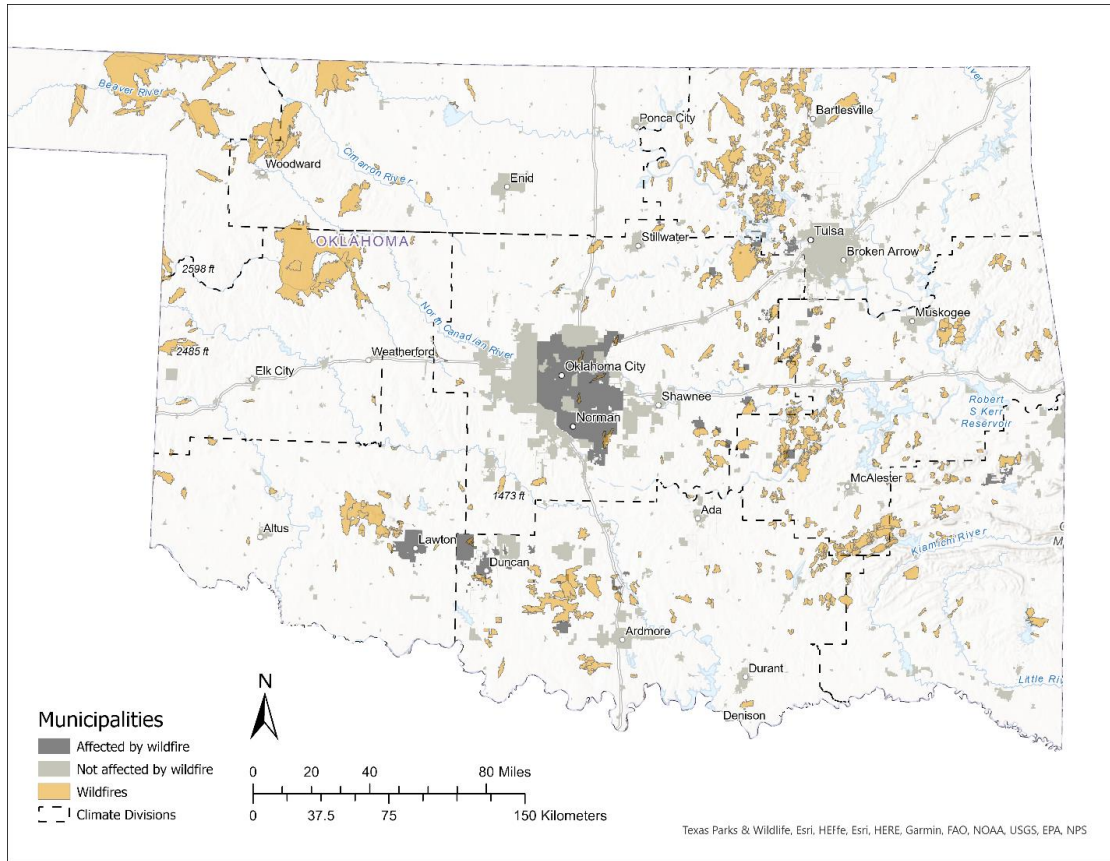 Beaver River
River
Ponca City
Bartlesville
Woodward
Cimarron River
Enid
OKLAHOMA
Stillwater
Tulsa
Broken Arrow
2598 ft
North Canadian River
Muskogee
2485 ft
Weatherford
Elk City
Oklahoma City
Shawnee
Norman
Robert
S Kerr
Reservoir
1473 ft
McAlester
Ada
Altus
Lawton
Duncan
Kiamichi River
Ardmore
Durant
Little Ri
Denison
N
Municipalities
Affected by wildfire
Not affected by wildfire
Wildfires
Climate Divisions
0 20 40 80 Miles
0 37.5 75 150 Kilometers
Texas Parks & Wildlife, Esri, HERE, Garmin, FAO, NOAA, USGS, EPA, NPS